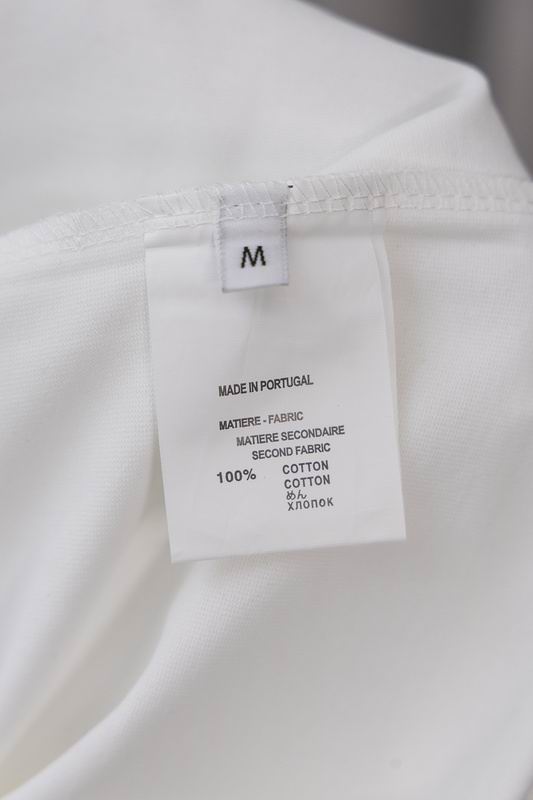 M
MADE IN PORTUGAL
MATIERE - FABRIC
MATIERE SECONDAIRE
SECOND FABRIC
100% COTTON
COTTON
めん
ХЛОПОК